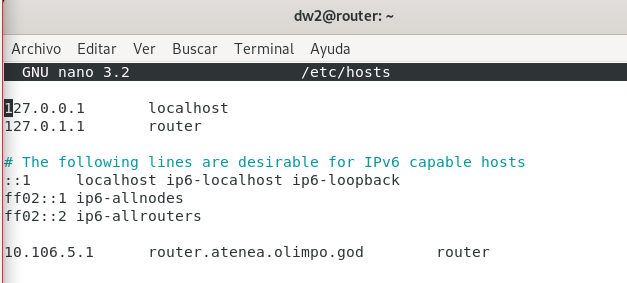 dw2@router: ~
Archivo Editar Ver Buscar Terminal Ayuda
GNU nano 3.2 /etc/hosts
127.0.0.1 localhost
127.0.1.1 router
# The following lines are desirable for IPv6 capable hosts
::1 localhost ip6-localhost ip6-loopback
ff02::1 ip6-allnodes
ff02::2 ip6-allrouters
10.106.5.1 router.atenea.olimpo.god router